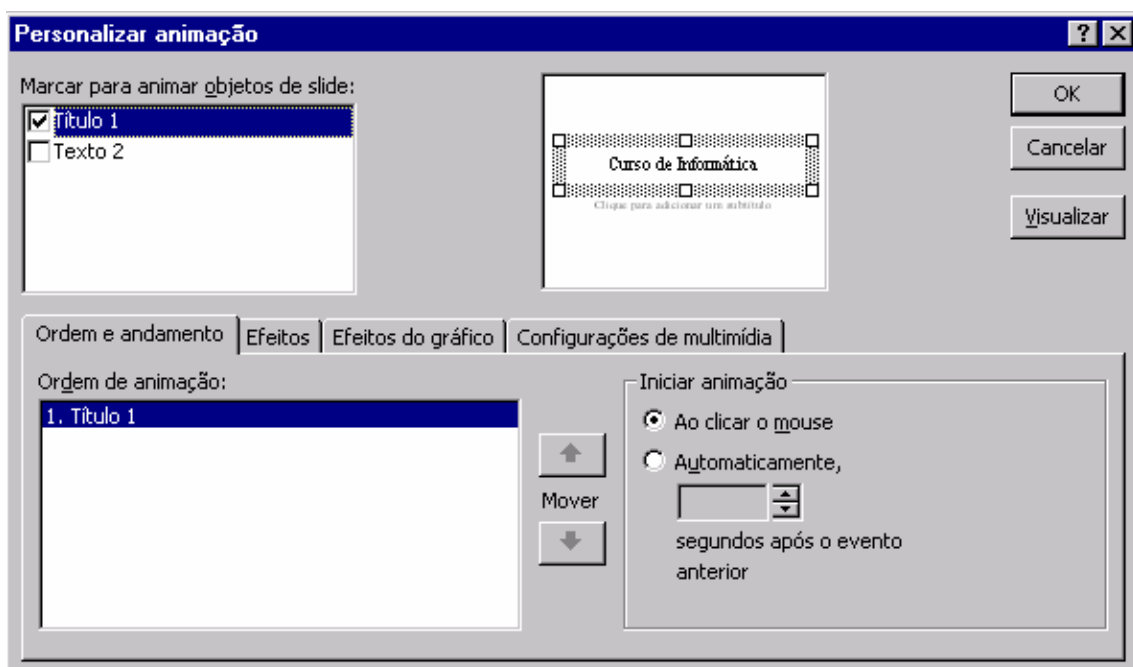 Personalizar animação
Marcar para animar objetos de slide:
Título 1
Texto 2
Curso de Informática
Clique para adicionar um subtítulo
OK
Cancelar
Visualizar
Ordem e andamento
Efeitos
Efeitos do gráfico
Configurações de multimídia
Ordem de animação:
1. Título 1
Mover
Iniciar animação
Ao clicar o mouse
Automaticamente,
segundos após o evento
anterior